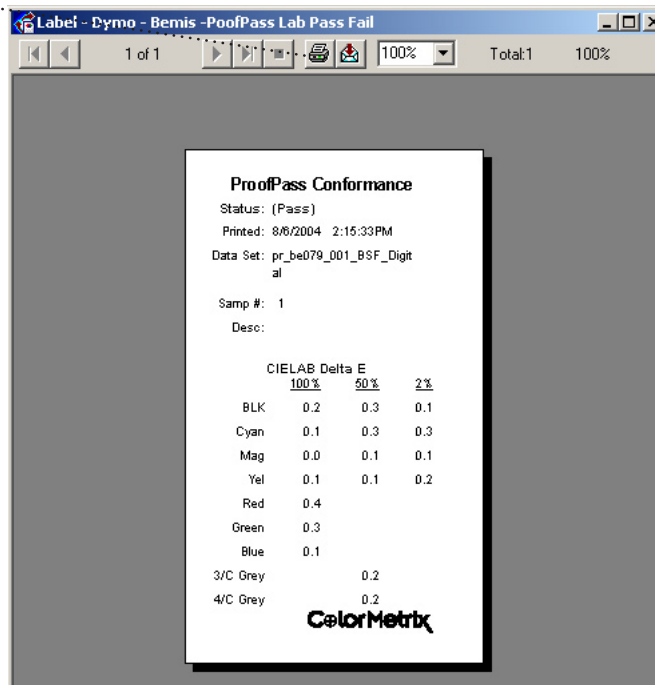 Label - Dymo - Bemis -PoofPass Lab Pass Fail
1 of 1 100% Total:1 100%
ProofPass Conformance
Status: (Pass)
Printed: 8/6/2004 2:15:33PM
Data Set: pr_be079_001_BSF_Digit
al
Samp #: 1
Desc:
CIELAB Delta E
100% 50% 2%
BLK 0.2 0.3 0.1
Cyan 0.1 0.3 0.3
Mag 0.0 0.1 0.1
Yel 0.1 0.1 0.2
Red 0.4
Green 0.3
Blue 0.1
3/C Grey 0.2
4/C Grey 0.2
ColorMetrix